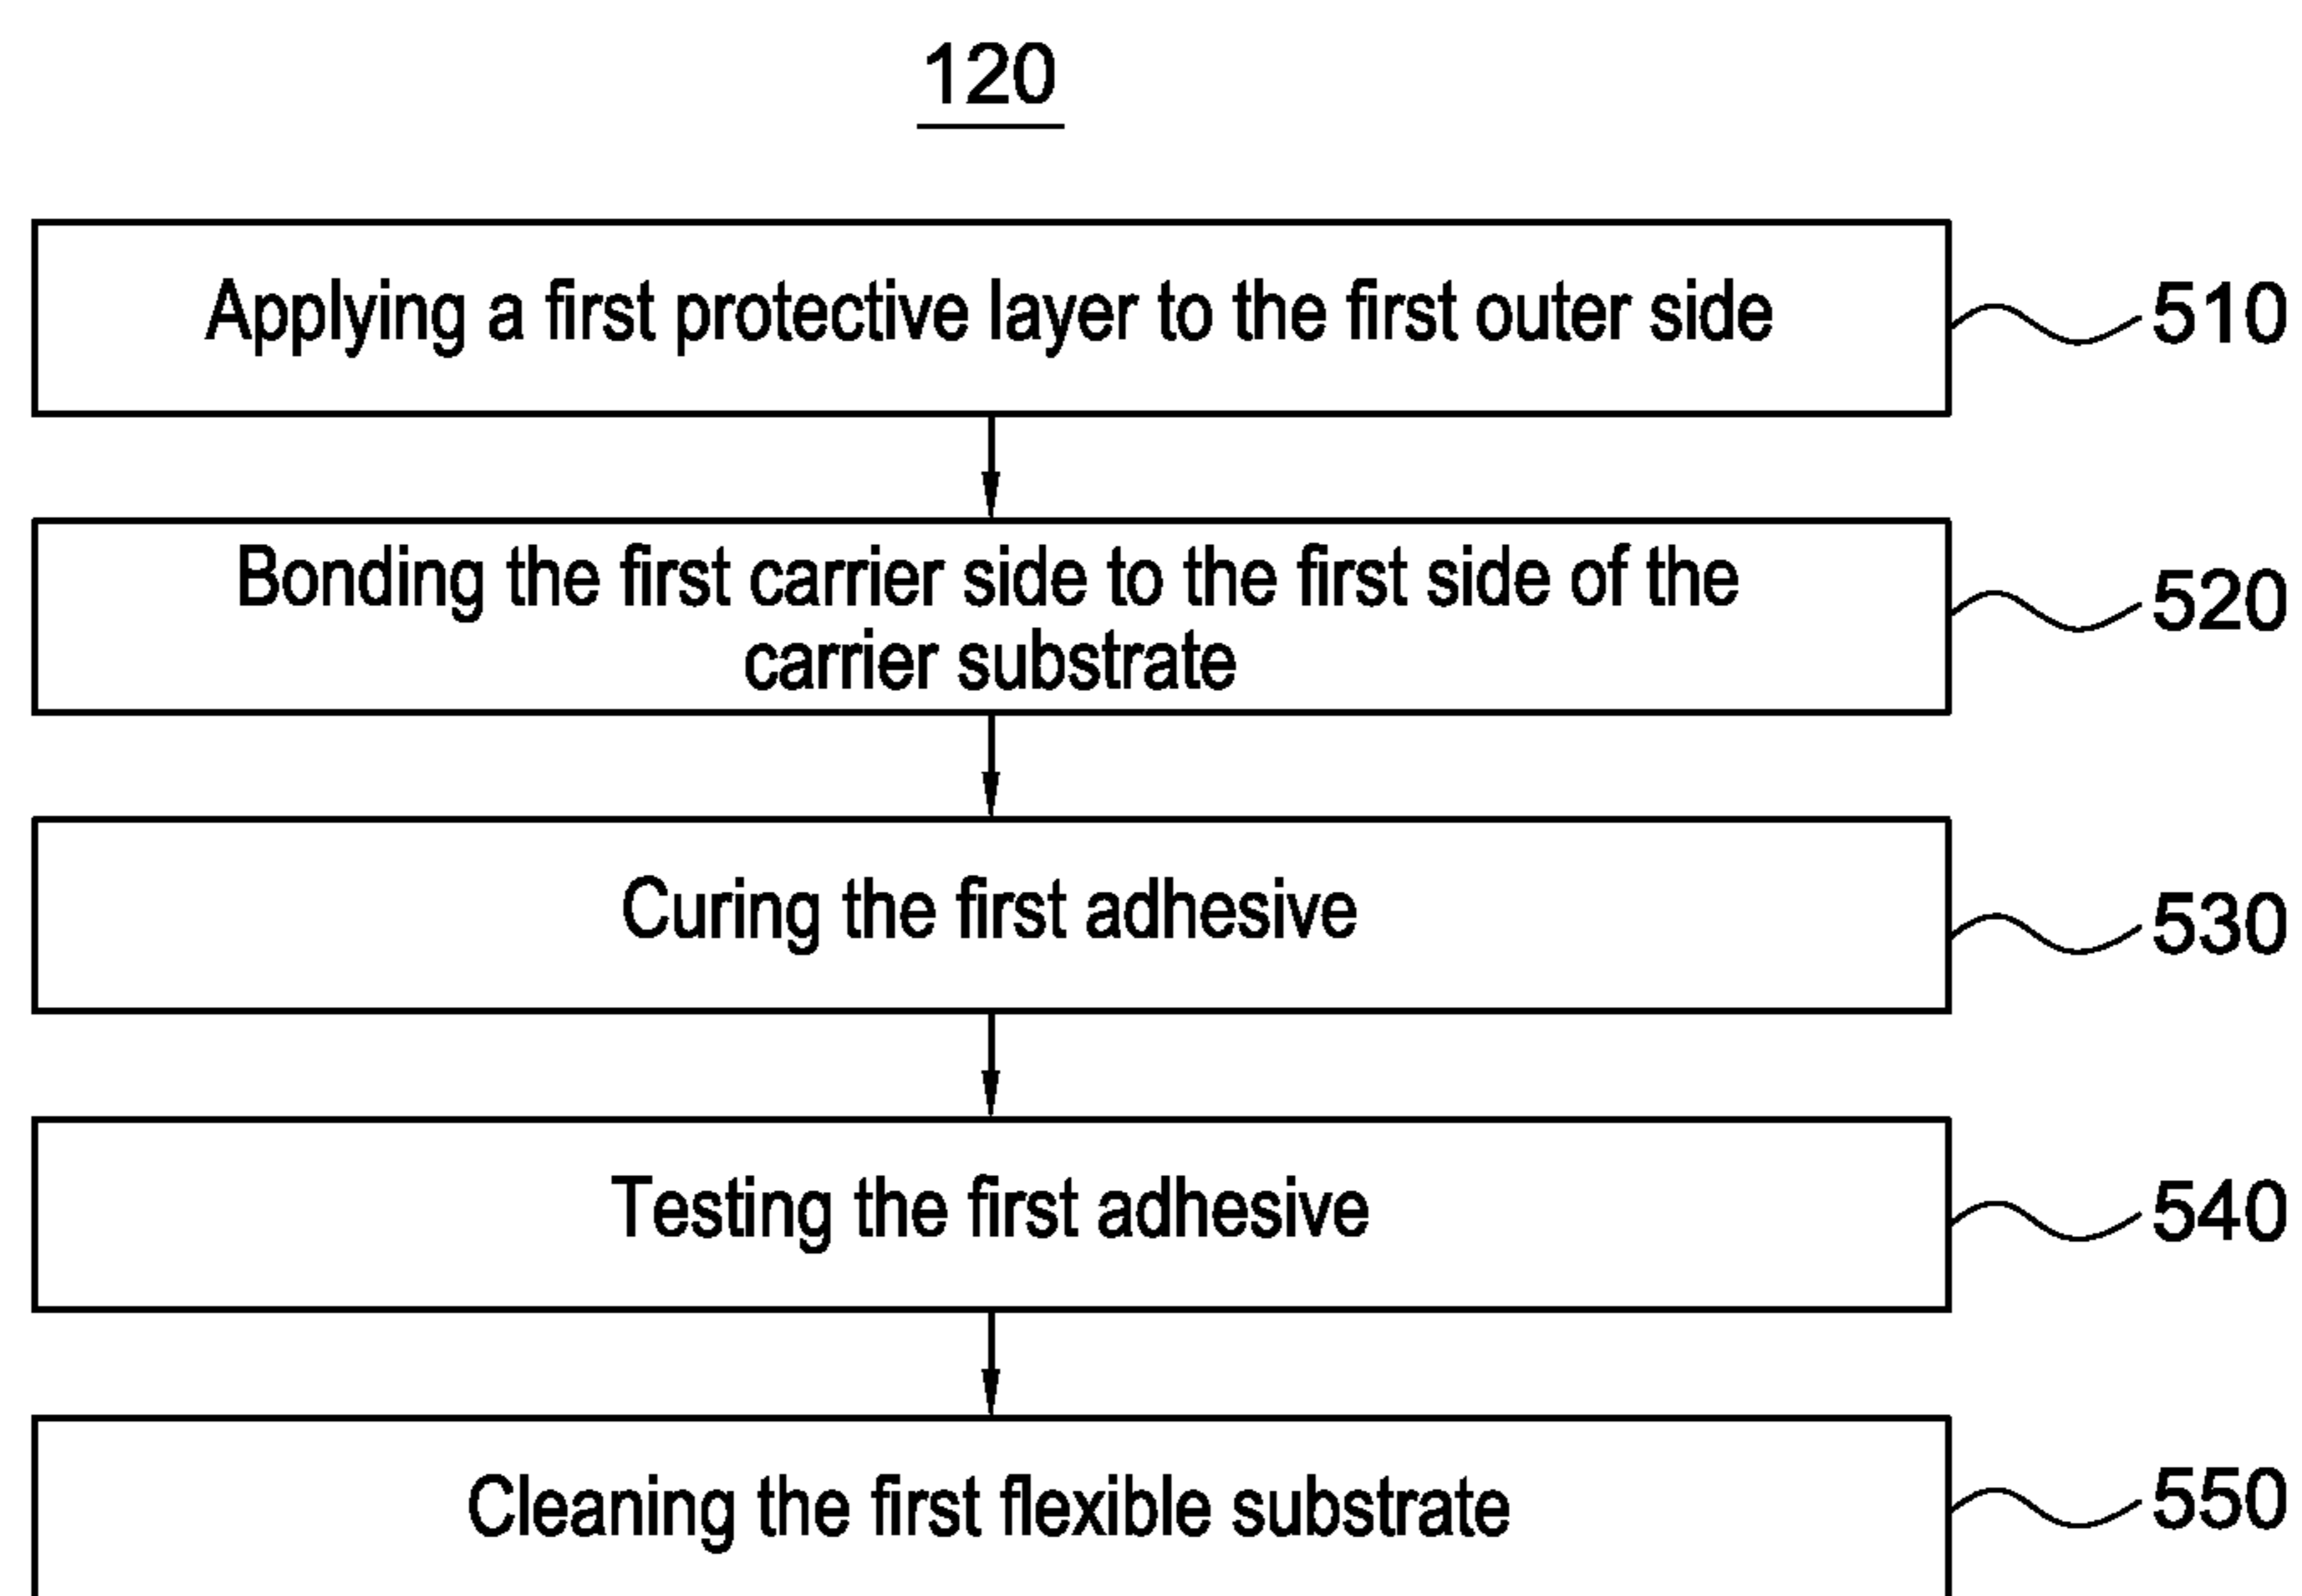 120
Applying a first protective layer to the first outer side
510
Bonding the first carrier side to the first side of the
carrier substrate
520
Curing the first adhesive
530
Testing the first adhesive
540
Cleaning the first flexible substrate
550